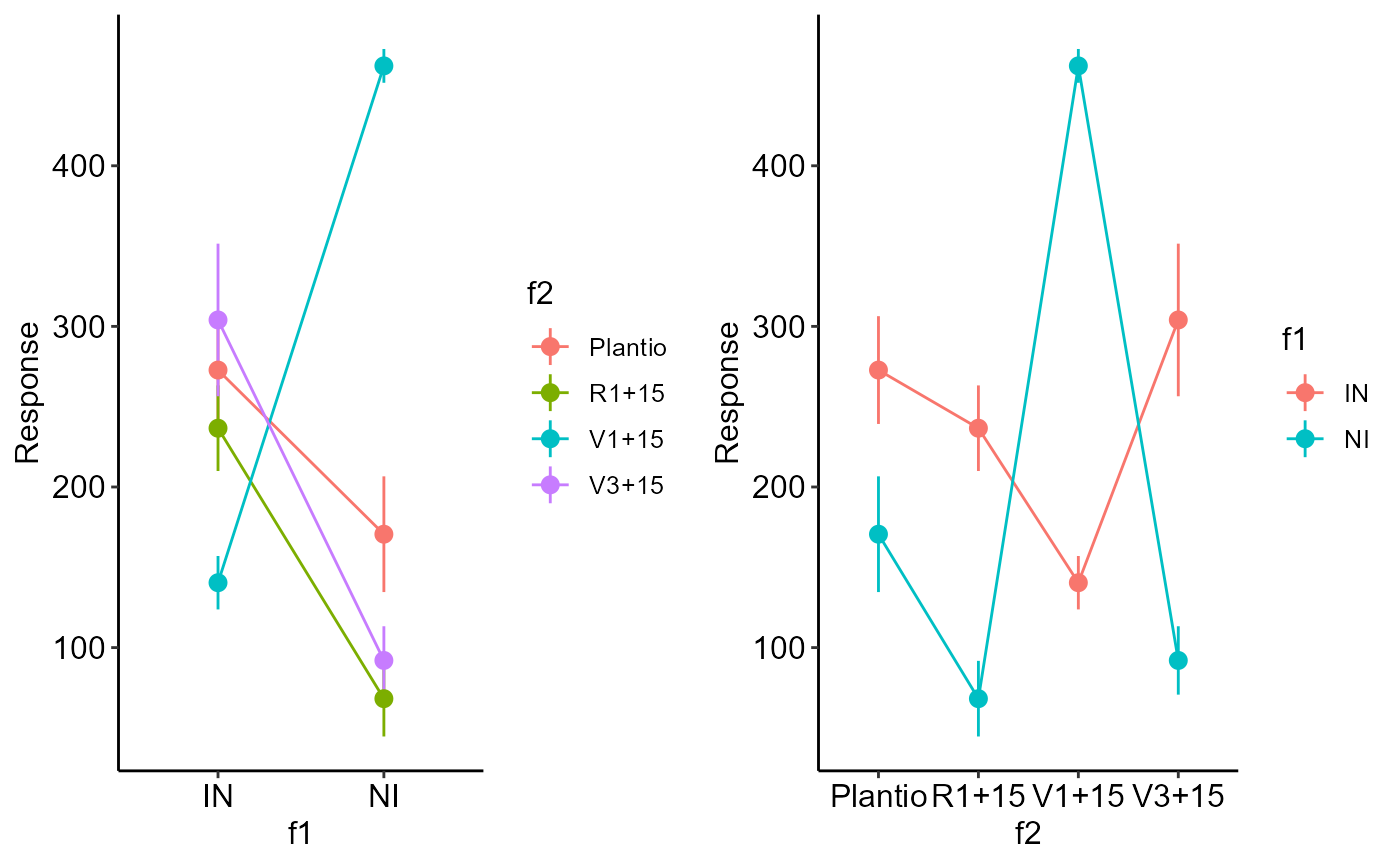 400
300
200
100
Response
IN NI
f1
f2
Plantio
R1+15
V1+15
V3+15
400
300
200
100
Response
Plantio R1+15 V1+15 V3+15
f2
f1
IN
NI